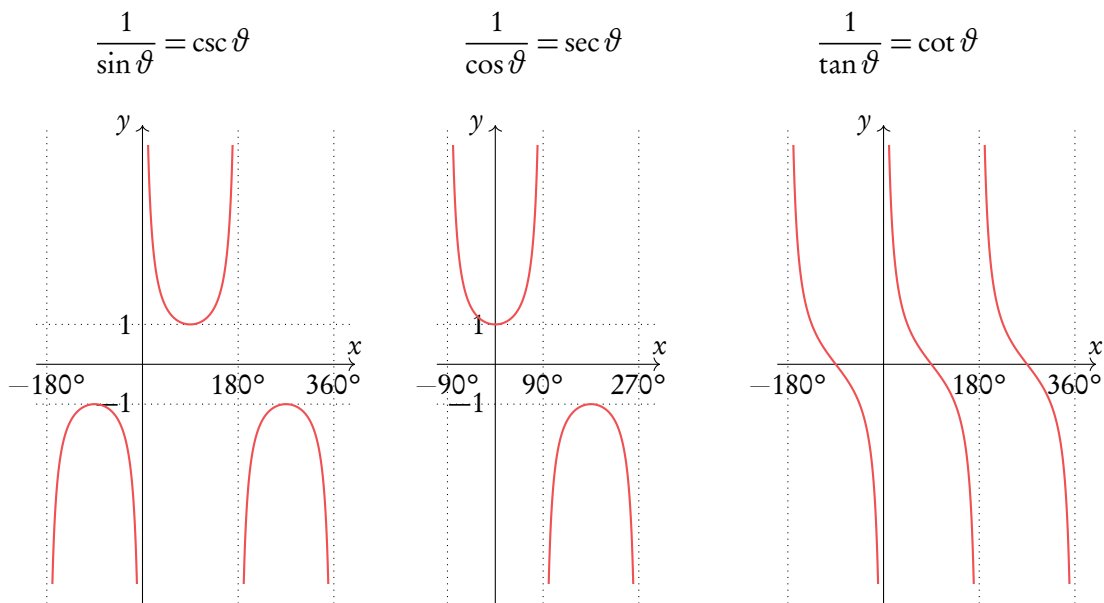 1/sin ϑ = csc ϑ
1/cos ϑ = sec ϑ
1/tan ϑ = cot ϑ
y
1
x
−180°
180°
360°
−1
y
1
x
−90°
90°
270°
−1
y
x
−180°
180°
360°